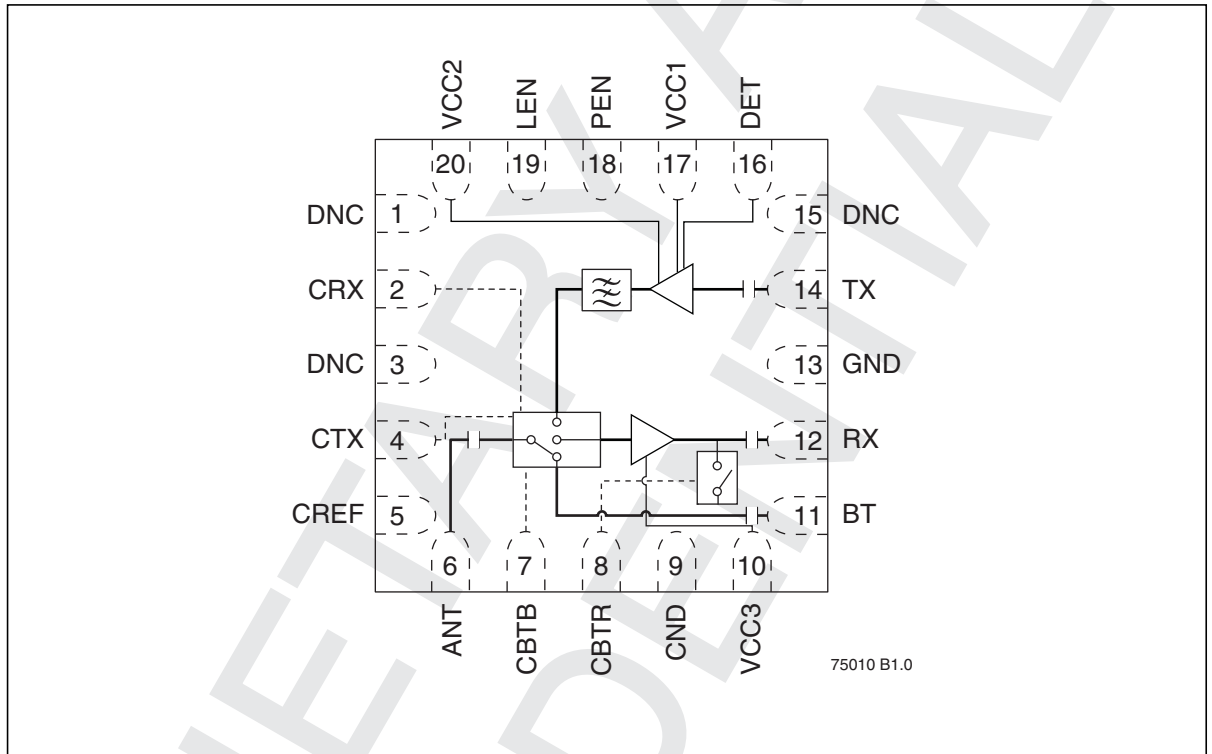 VCC2
LEN
PEN
VCC1
DET
20
19
18
17
16
DNC 1
15 DNC
CRX 2
14 TX
DNC 3
13 GND
CTX 4
12 RX
CREF 5
11 BT
6
7
8
9
10
ANT
CBTB
CBTR
CND
VCC3
75010 B1.0
ETARY
DENTIAL